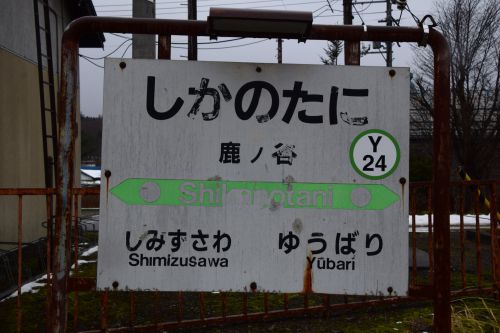 しかのたに
鹿ノ谷
Y
24
Shikanotani
しみずさわ ゆうばり
Shimizusawa Yūbari